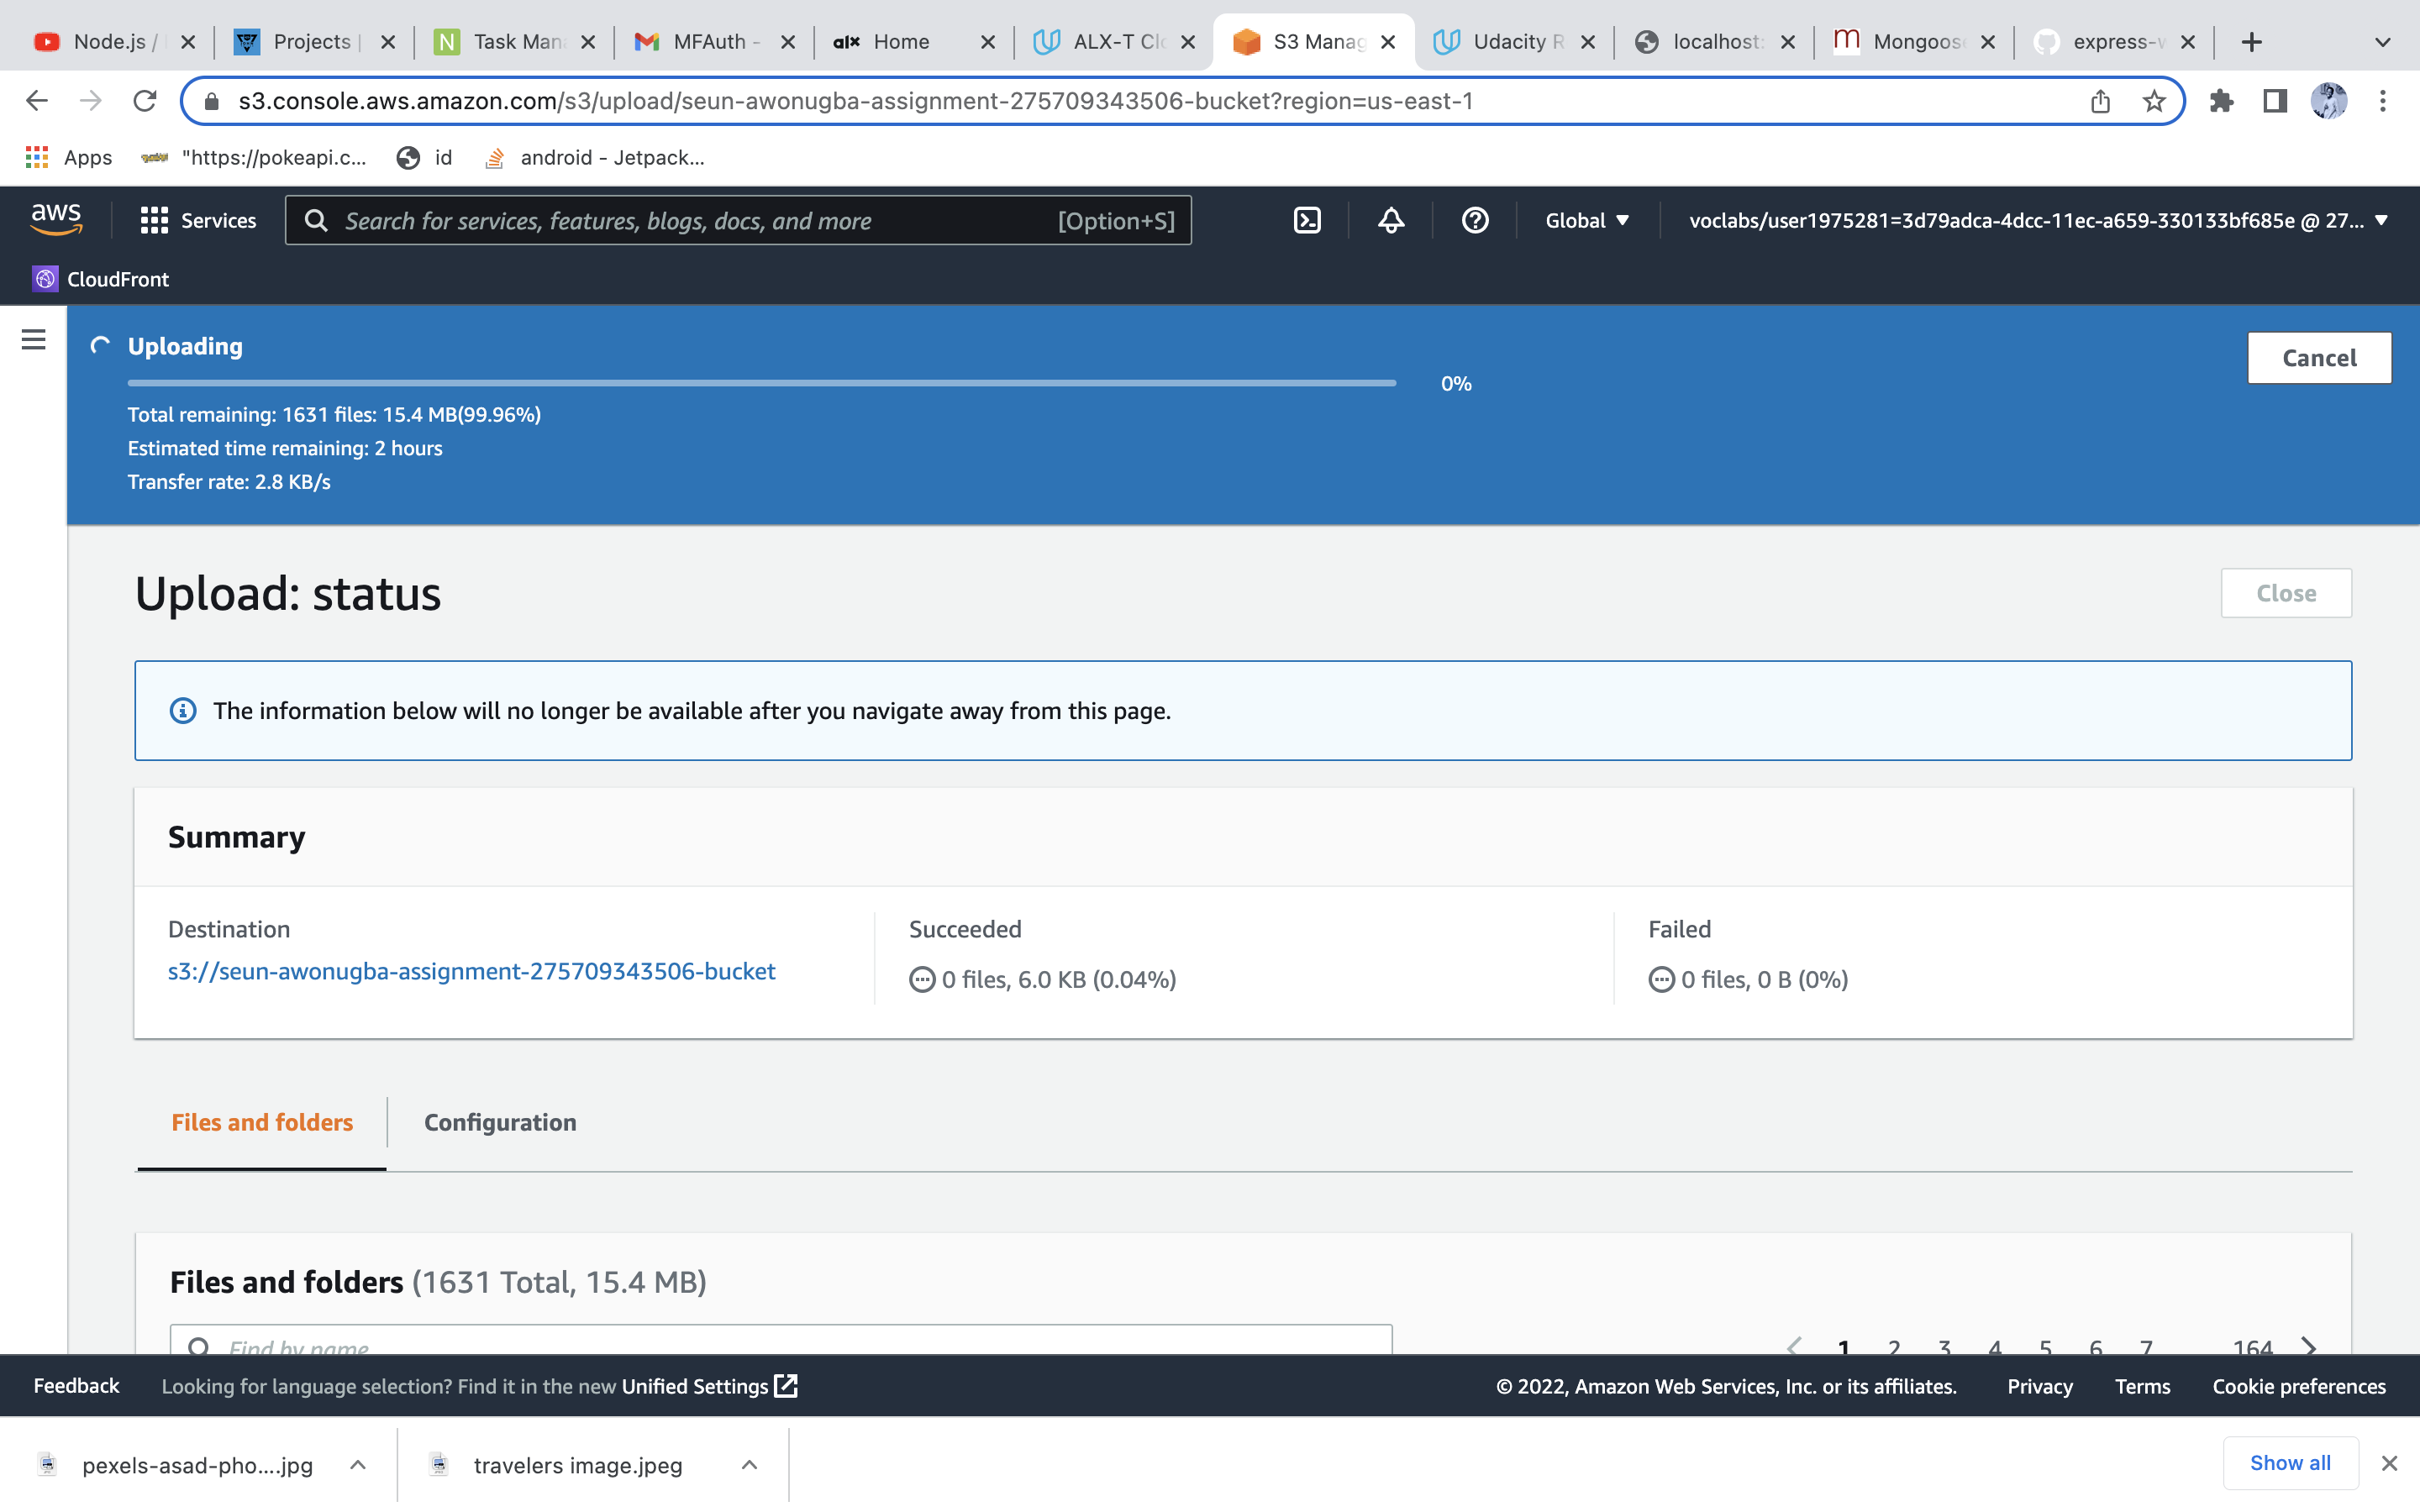 Node.js /
Projects |
N
Task Man
MFAuth -
alx Home
ALX-T Clo
S3 Manag
Udacity R
localhost:
m
Mongoos
express-w
s3.console.aws.amazon.com/s3/upload/seun-awonugba-assignment-275709343506-bucket?region=us-east-1
Apps
"https://pokeapi.c...
id
android - Jetpack...
aws
Services
Search for services, features, blogs, docs, and more
[Option+S]
Global
voclabs/user1975281=3d79adca-4dcc-11ec-a659-330133bf685e @ 27...
CloudFront
Uploading
Cancel
0%
Total remaining: 1631 files: 15.4 MB(99.96%)
Estimated time remaining: 2 hours
Transfer rate: 2.8 KB/s
Upload: status
Close
The information below will no longer be available after you navigate away from this page.
Summary
Destination
s3://seun-awonugba-assignment-275709343506-bucket
Succeeded
0 files, 6.0 KB (0.04%)
Failed
0 files, 0 B (0%)
Files and folders
Configuration
Files and folders (1631 Total, 15.4 MB)
Find by name
1 2 3 4 5 6 7 164
Feedback
Looking for language selection? Find it in the new Unified Settings
© 2022, Amazon Web Services, Inc. or its affiliates.
Privacy
Terms
Cookie preferences
pexels-asad-pho....jpg
travelers image.jpeg
Show all